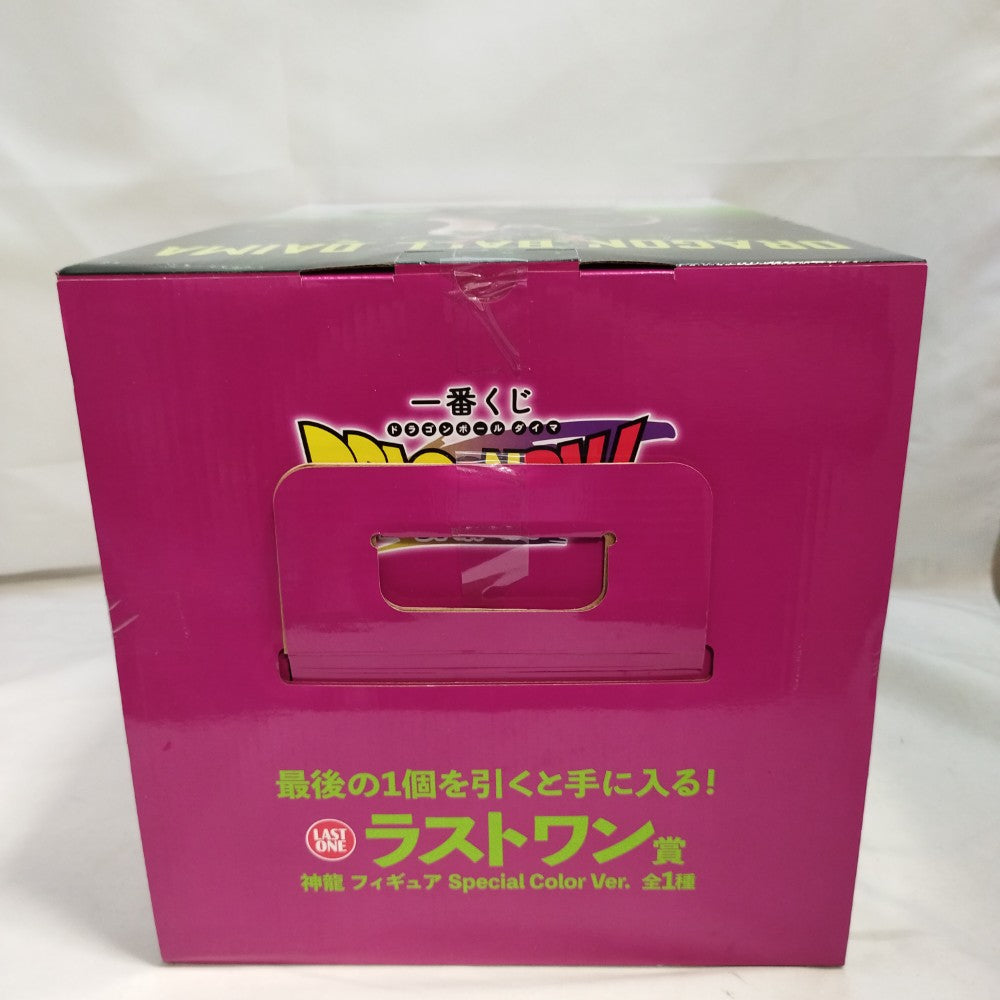 DRAGON BALL DAIMA
一番くじ
ドラゴンボール ダイマ
最後の1個を引くと手に入る!
LAST
ONE
ラストワン賞
神龍 フィギュア Special Color Ver. 全1種